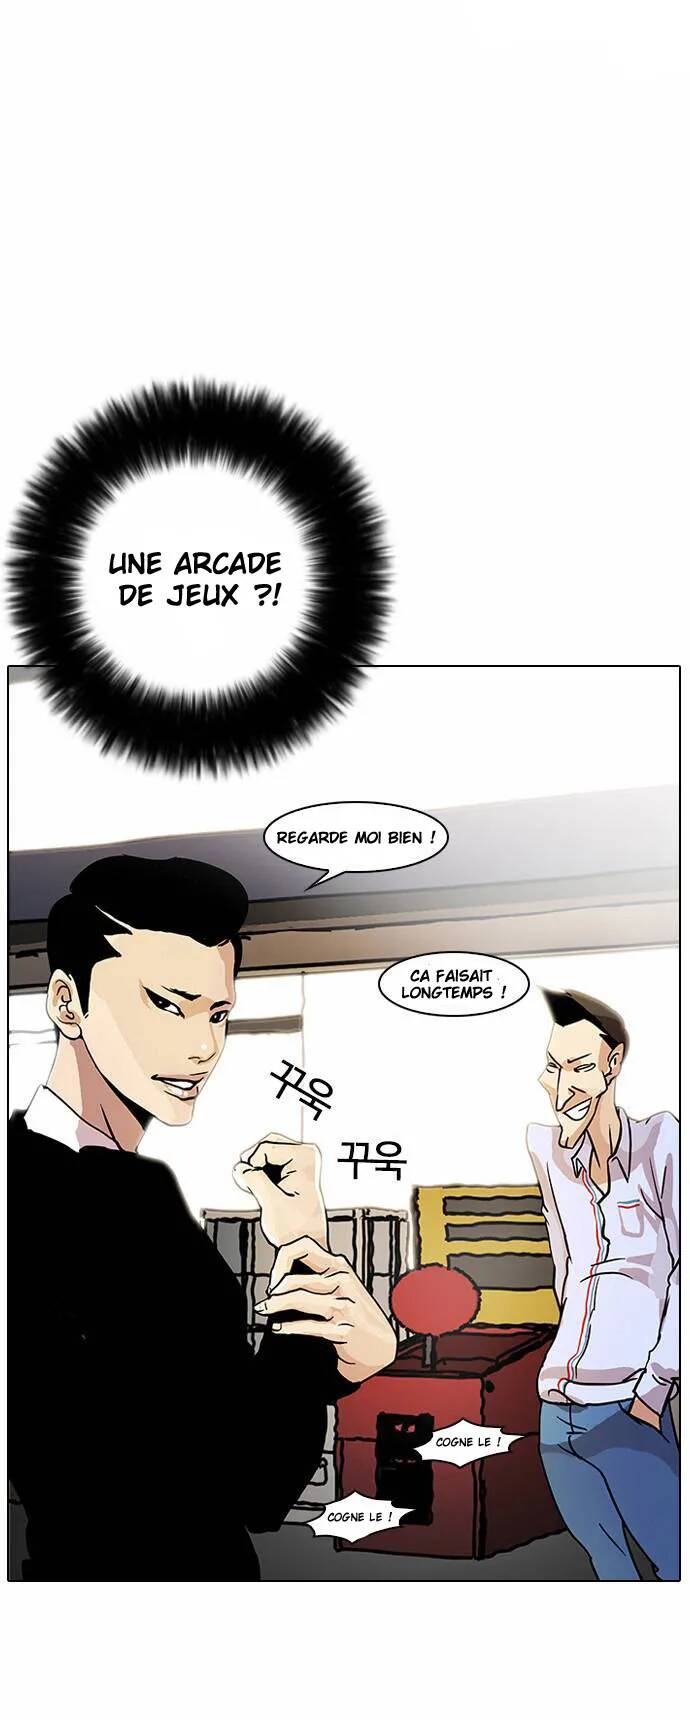 UNE ARCADE
DE JEUX ?!
REGARDE MOI BIEN !
CA FAISAIT
LONGTEMPS !
꾸욱
꾸욱
COGNE LE !
COGNE LE !